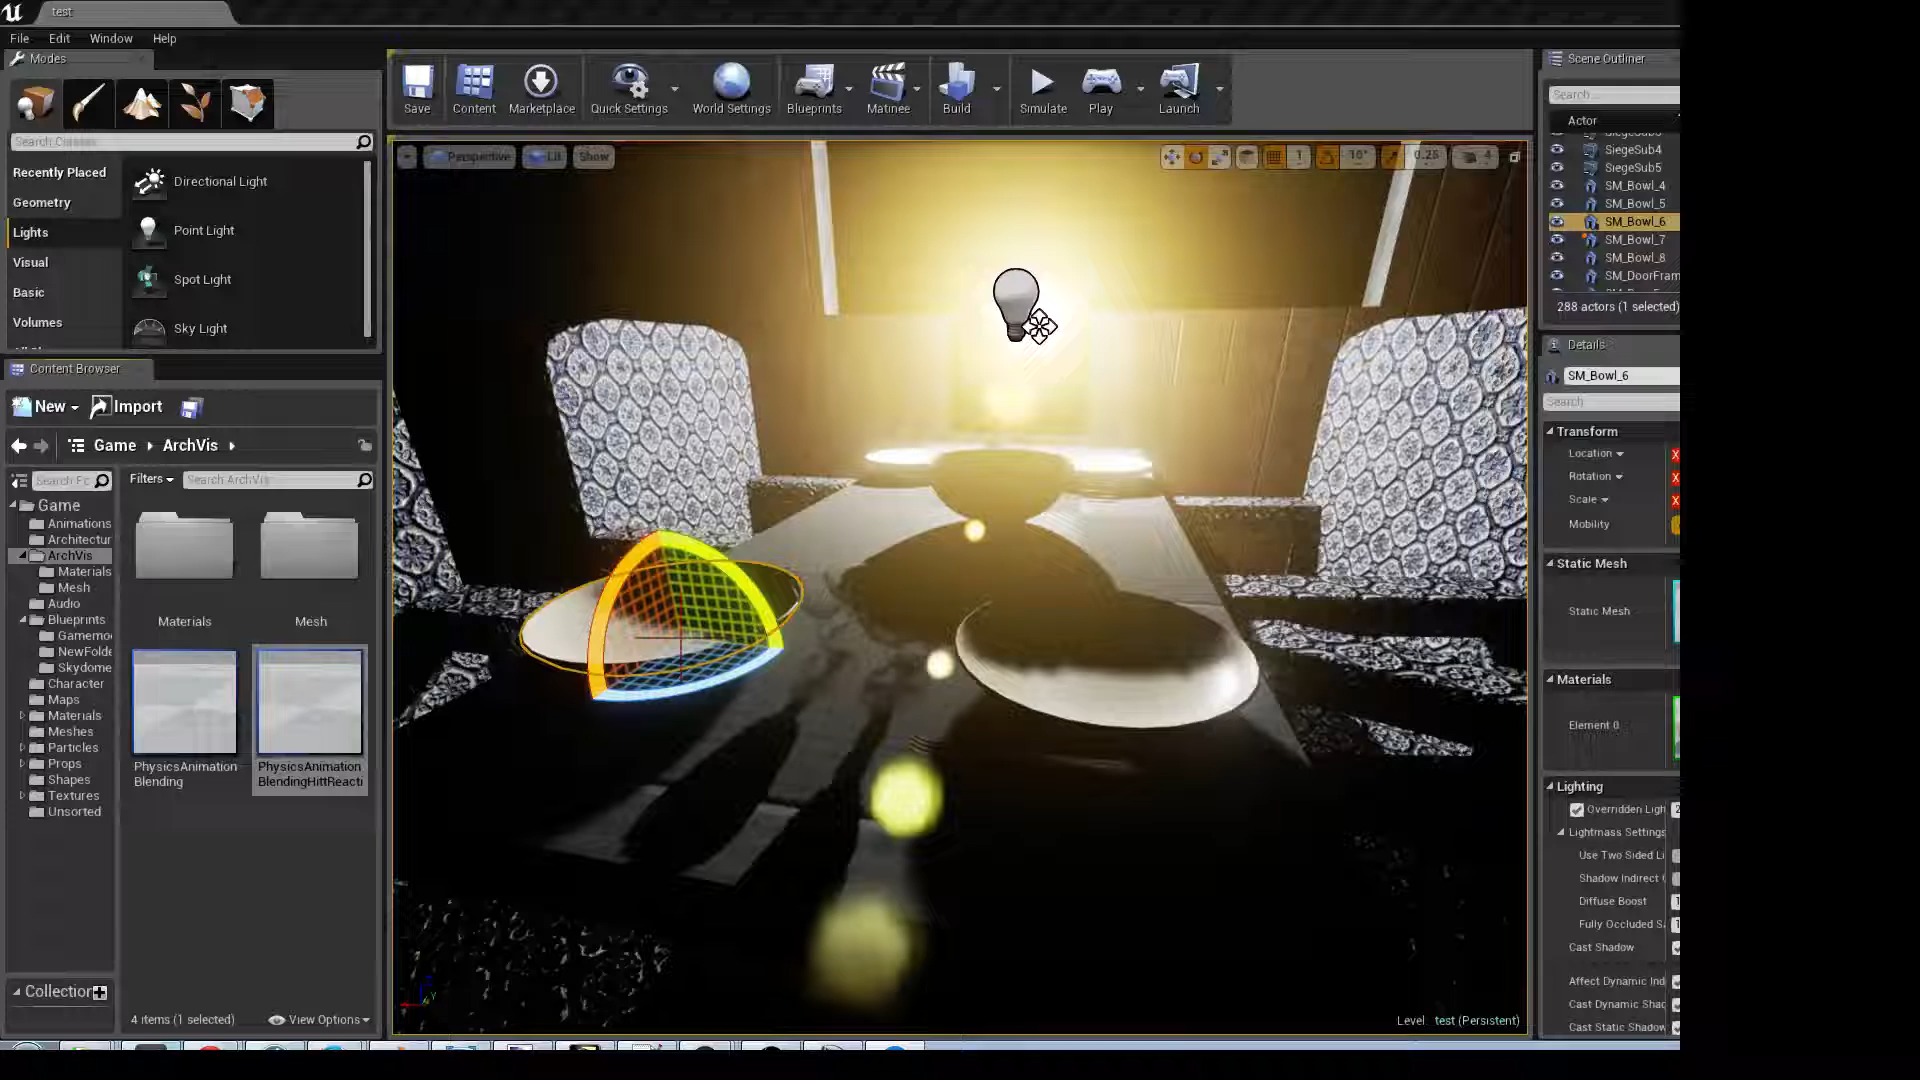 test
File Edit Window Help
Modes
Save Content Marketplace Quick Settings World Settings Blueprints Matinee Build Simulate Play Launch
Search Classes
Recently Placed
Geometry
Lights
Visual
Basic
Volumes
Directional Light
Point Light
Spot Light
Sky Light
Content Browser
New Import
Game ArchVis
Filters Search ArchVis
Game
Animations
Architectur
ArchVis
Materials
Mesh
Audio
Blueprints
Gamemo
NewFolde
Skydome
Character
Maps
Materials
Meshes
Particles
Props
Shapes
Textures
Unsorted
Collection
Materials
Mesh
PhysicsAnimation
Blending
PhysicsAnimation
BlendingHittReacti
4 items (1 selected) View Options
Perspective Lit Show
1 10° 0.25 4
Level test (Persistent)
Scene Outliner
Search
Actor
SiegeSub4
SiegeSub5
SM_Bowl_4
SM_Bowl_5
SM_Bowl_6
SM_Bowl_7
SM_Bowl_8
SM_DoorFram
288 actors (1 selected)
Details
SM_Bowl_6
Search
Transform
Location X
Rotation X
Scale X
Mobility
Static Mesh
Static Mesh
Materials
Element 0
Lighting
Overridden Ligh
Lightmass Settings
Use Two Sided Li
Shadow Indirect
Diffuse Boost
Fully Occluded S
Cast Shadow
Affect Dynamic Ind
Cast Dynamic Shad
Cast Static Shadow